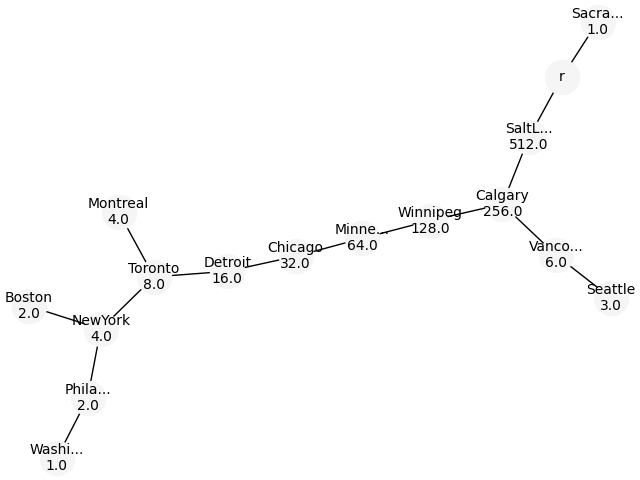 Sacra...
1.0
r
SaltL...
512.0
Calgary
256.0
Montreal
4.0
Winnipeg
128.0
Minne...
64.0
Chicago
32.0
Vanco...
6.0
Detroit
16.0
Toronto
8.0
Seattle
3.0
Boston
2.0
NewYork
4.0
Phila...
2.0
Washi...
1.0